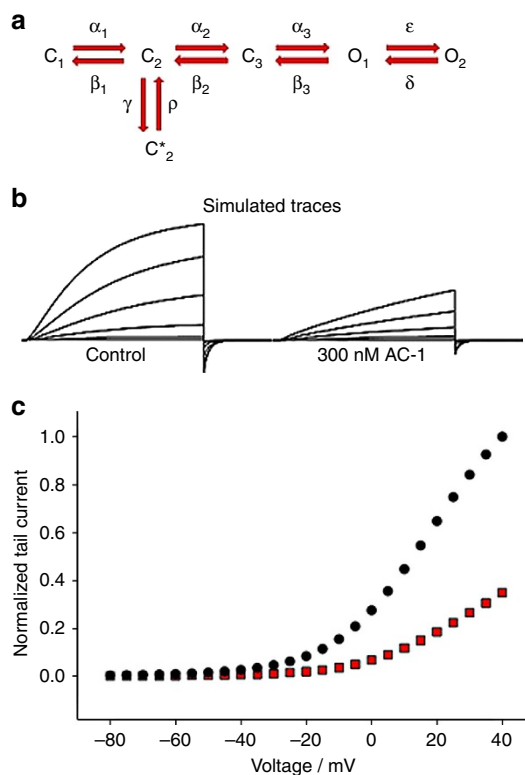 a
α1 α2 α3 ε
C1 C2 C3 O1 O2
β1 β2 β3 δ
γ ρ
C*2
b
Simulated traces
Control 300 nM AC-1
c
Normalized tail current
1.0
0.8
0.6
0.4
0.2
0.0
–80 –60 –40 –20 0 20 40
Voltage / mV